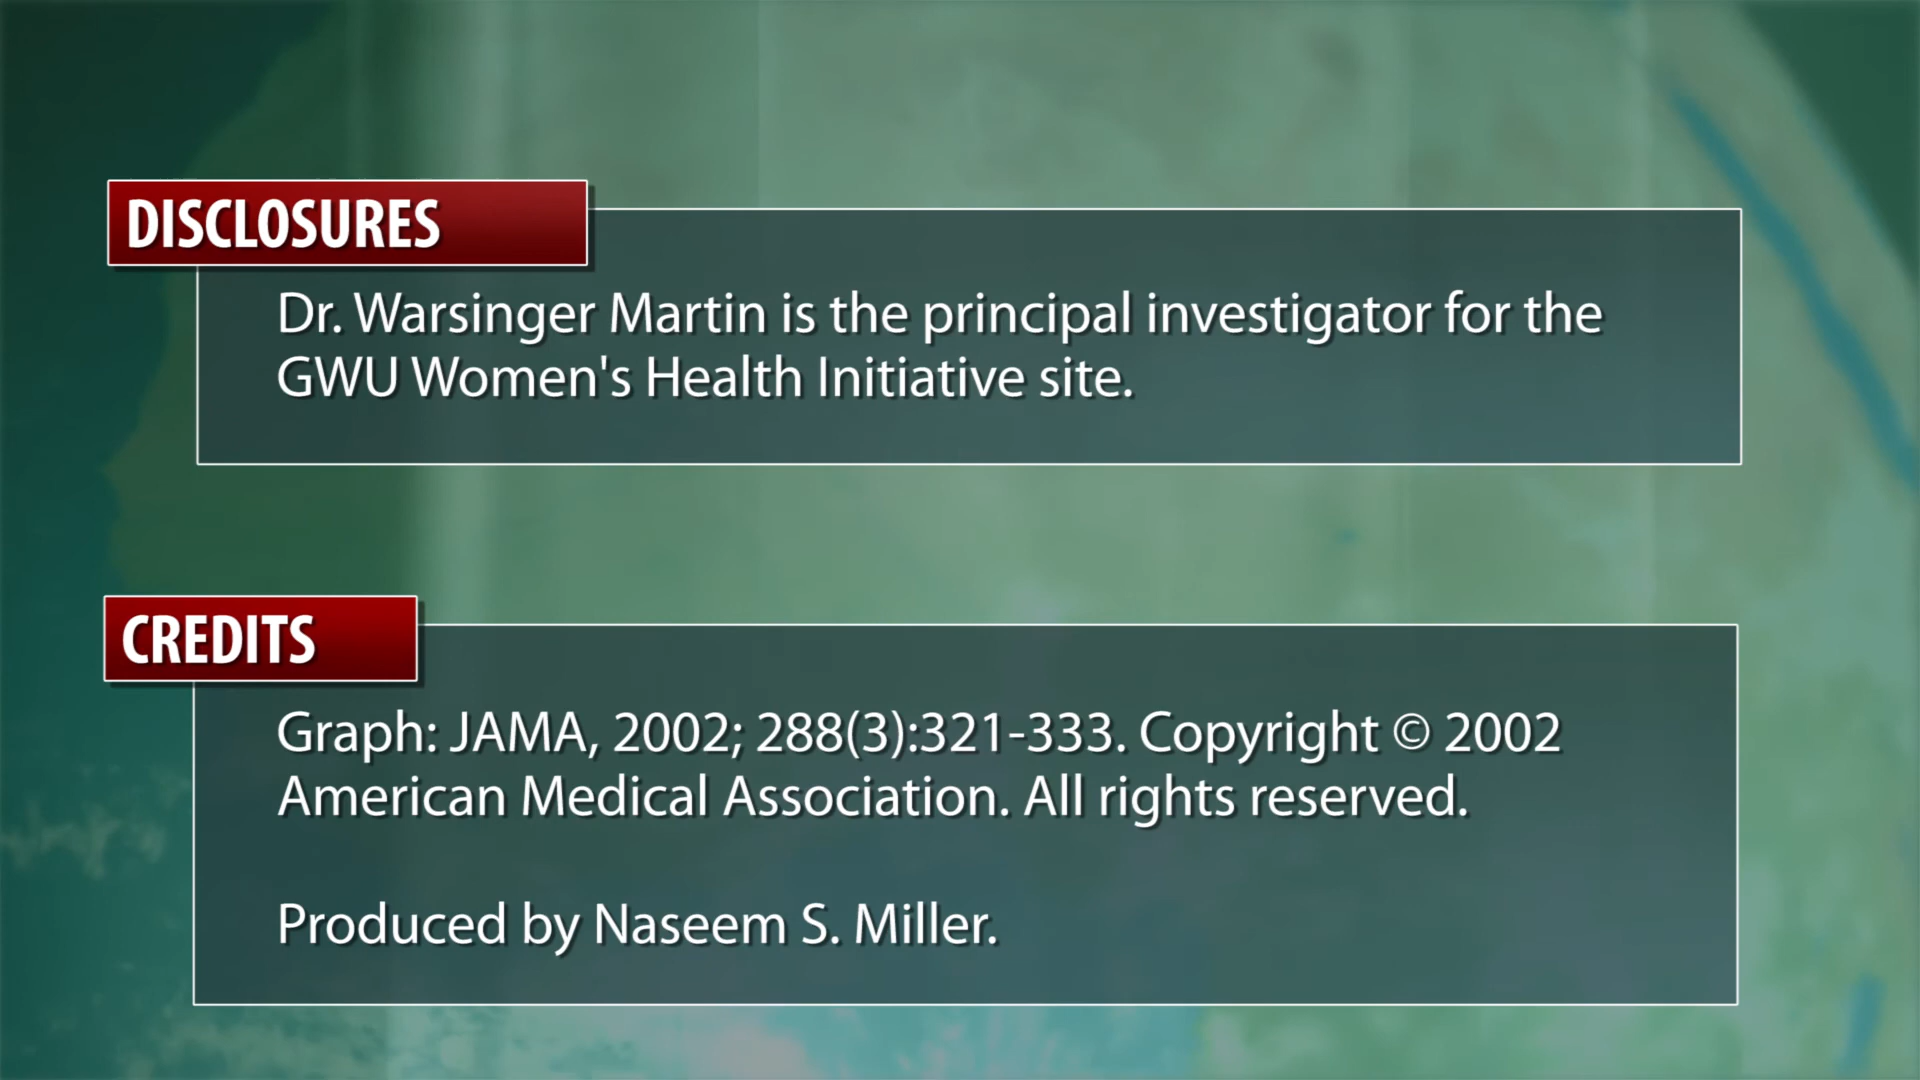 DISCLOSURES
Dr. Warsinger Martin is the principal investigator for the
GWU Women's Health Initiative site.
CREDITS
Graph: JAMA, 2002; 288(3):321-333. Copyright © 2002
American Medical Association. All rights reserved.
Produced by Naseem S. Miller.